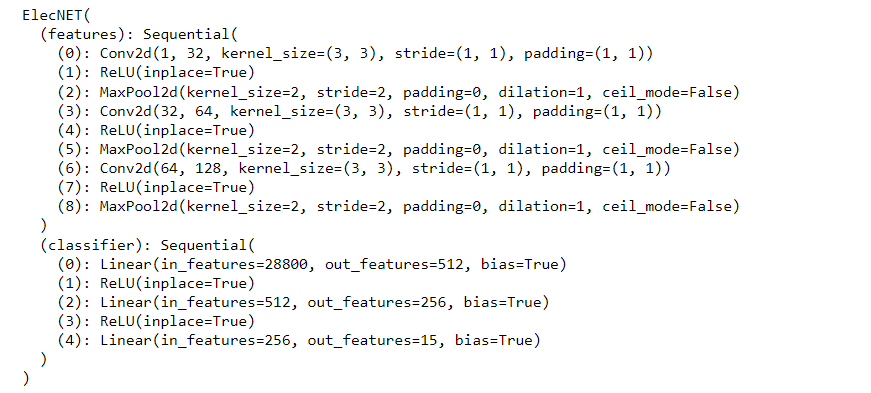 ElecNET(
  (features): Sequential(
    (0): Conv2d(1, 32, kernel_size=(3, 3), stride=(1, 1), padding=(1, 1))
    (1): ReLU(inplace=True)
    (2): MaxPool2d(kernel_size=2, stride=2, padding=0, dilation=1, ceil_mode=False)
    (3): Conv2d(32, 64, kernel_size=(3, 3), stride=(1, 1), padding=(1, 1))
    (4): ReLU(inplace=True)
    (5): MaxPool2d(kernel_size=2, stride=2, padding=0, dilation=1, ceil_mode=False)
    (6): Conv2d(64, 128, kernel_size=(3, 3), stride=(1, 1), padding=(1, 1))
    (7): ReLU(inplace=True)
    (8): MaxPool2d(kernel_size=2, stride=2, padding=0, dilation=1, ceil_mode=False)
  )
  (classifier): Sequential(
    (0): Linear(in_features=28800, out_features=512, bias=True)
    (1): ReLU(inplace=True)
    (2): Linear(in_features=512, out_features=256, bias=True)
    (3): ReLU(inplace=True)
    (4): Linear(in_features=256, out_features=15, bias=True)
  )
)